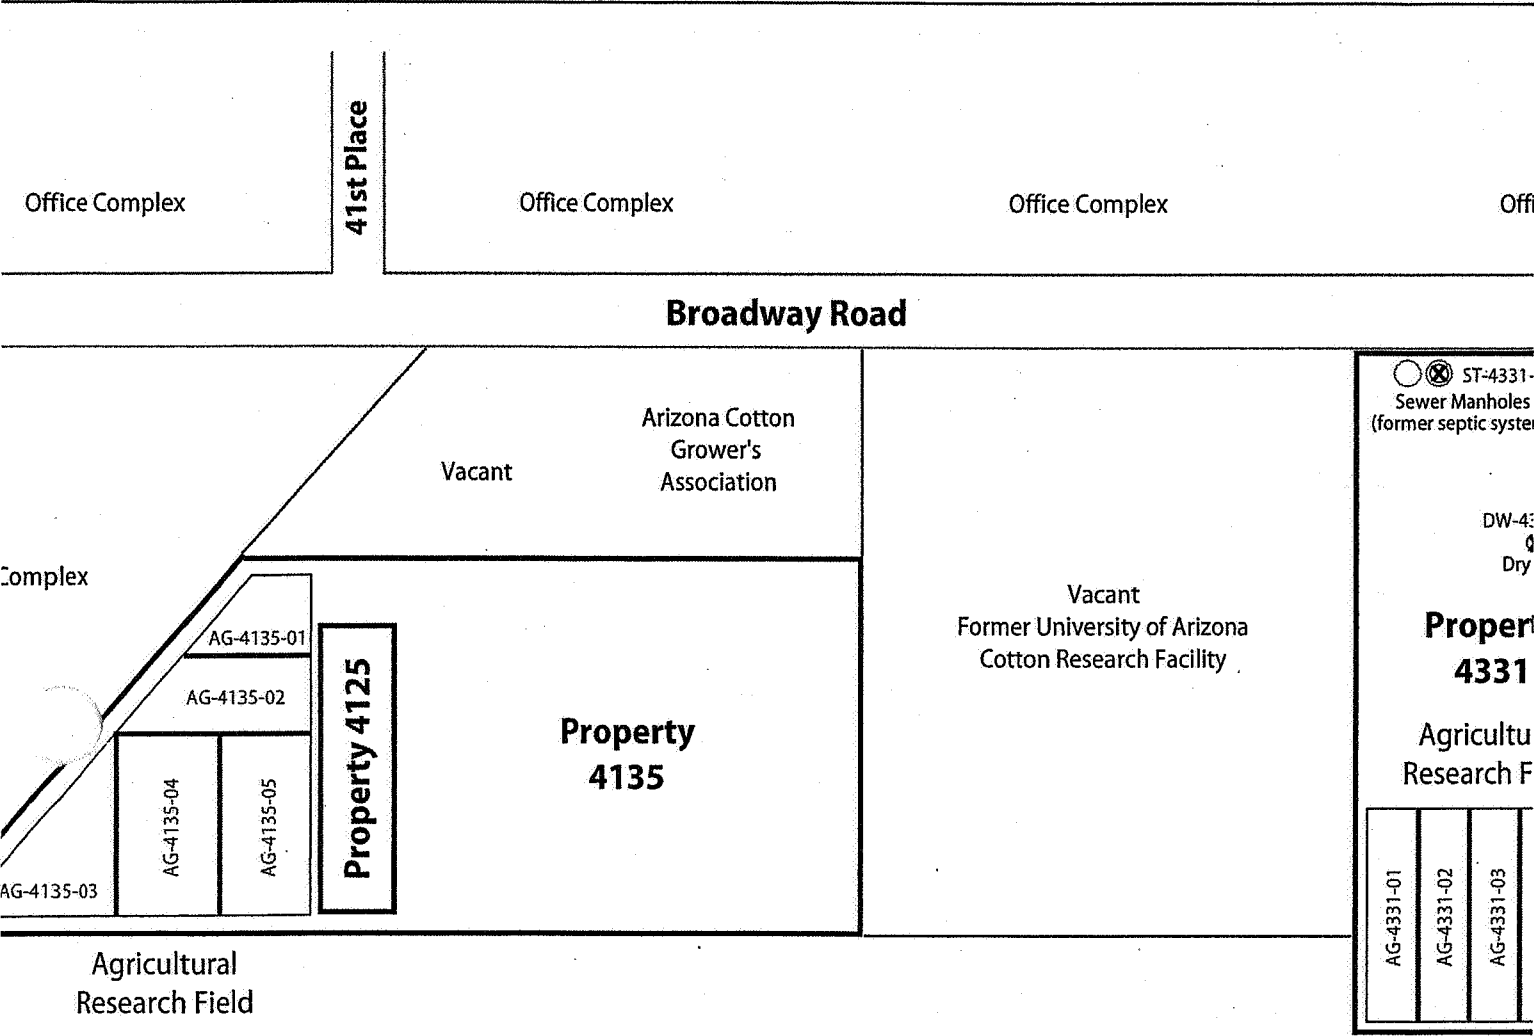 41st Place
Office Complex
Office Complex
Office Complex
Offi
Broadway Road
ST-4331-
Sewer Manholes
(former septic syste
Arizona Cotton
Grower's
Association
Vacant
DW-43
Dry
Complex
Vacant
Former University of Arizona
Cotton Research Facility
Propert
4331
AG-4135-01
AG-4135-02
Property 4125
Property
4135
Agricultu
Research F
AG-4135-03
AG-4135-04
AG-4135-05
AG-4331-01
AG-4331-02
AG-4331-03
Agricultural
Research Field